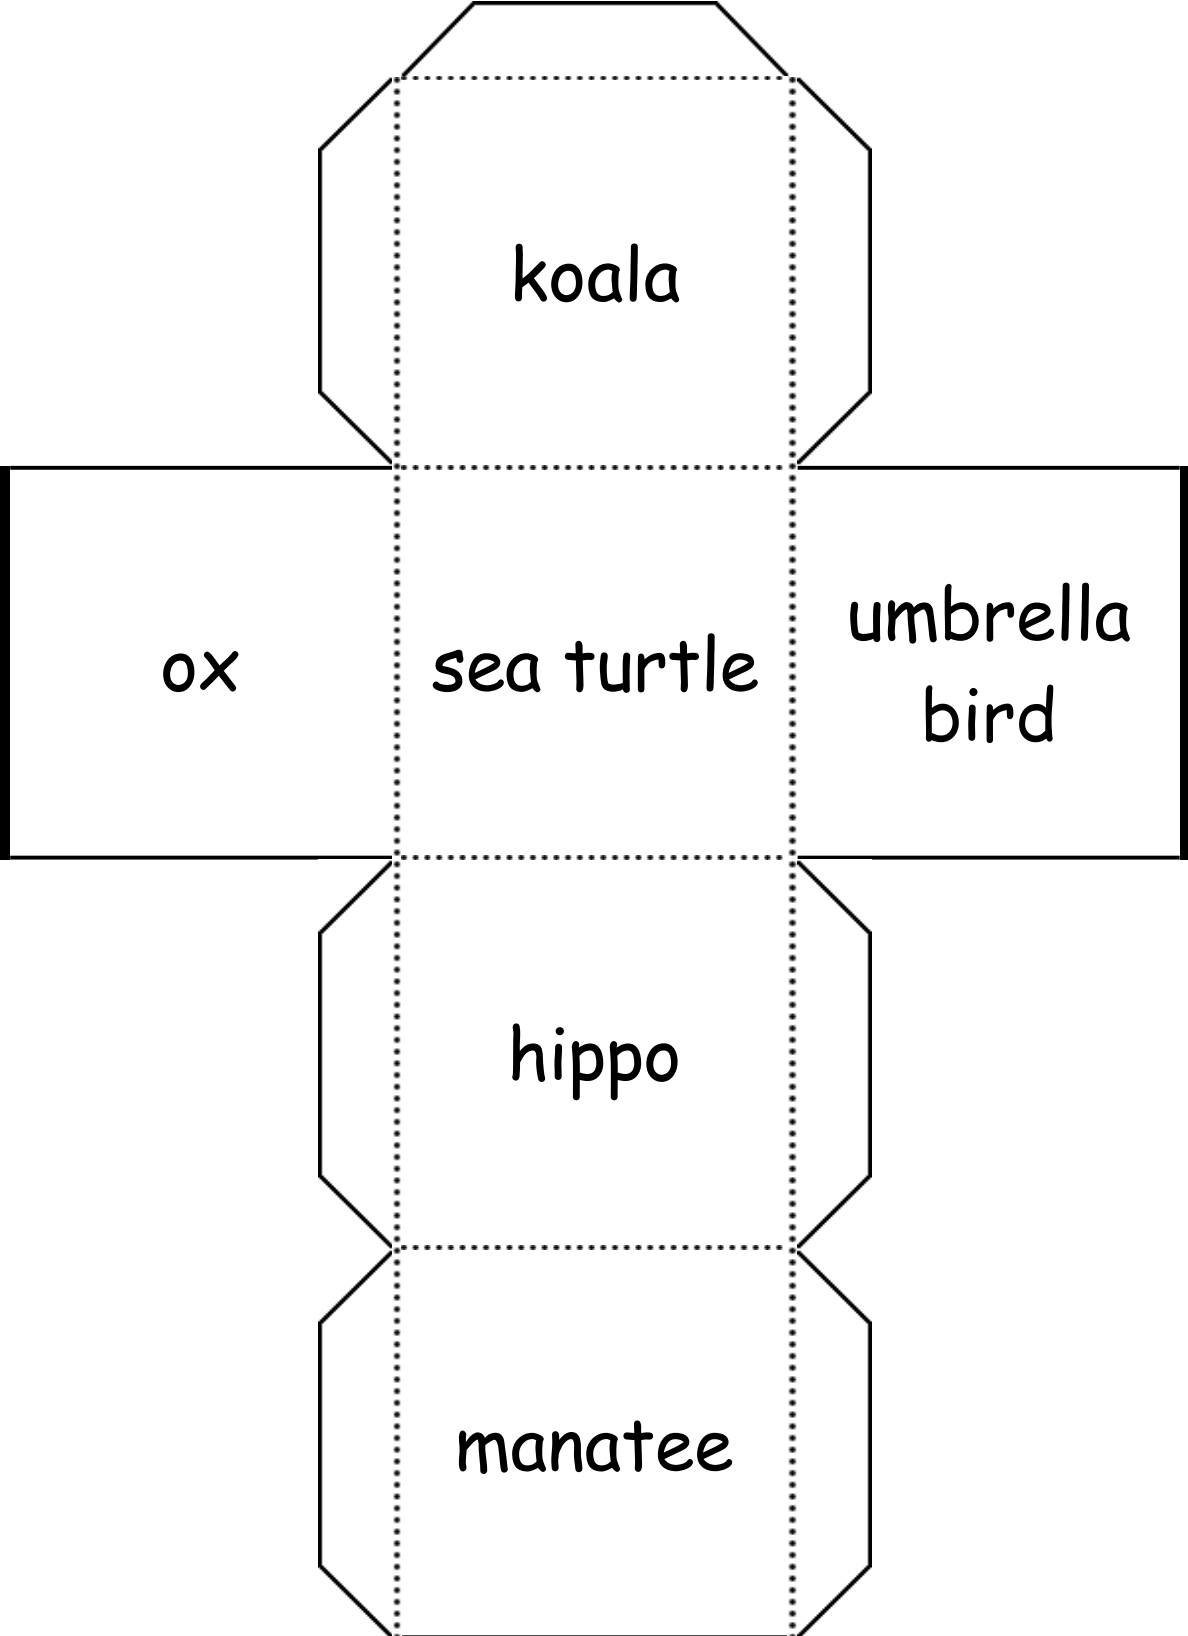 koala
ox
sea turtle
umbrella
bird
hippo
manatee